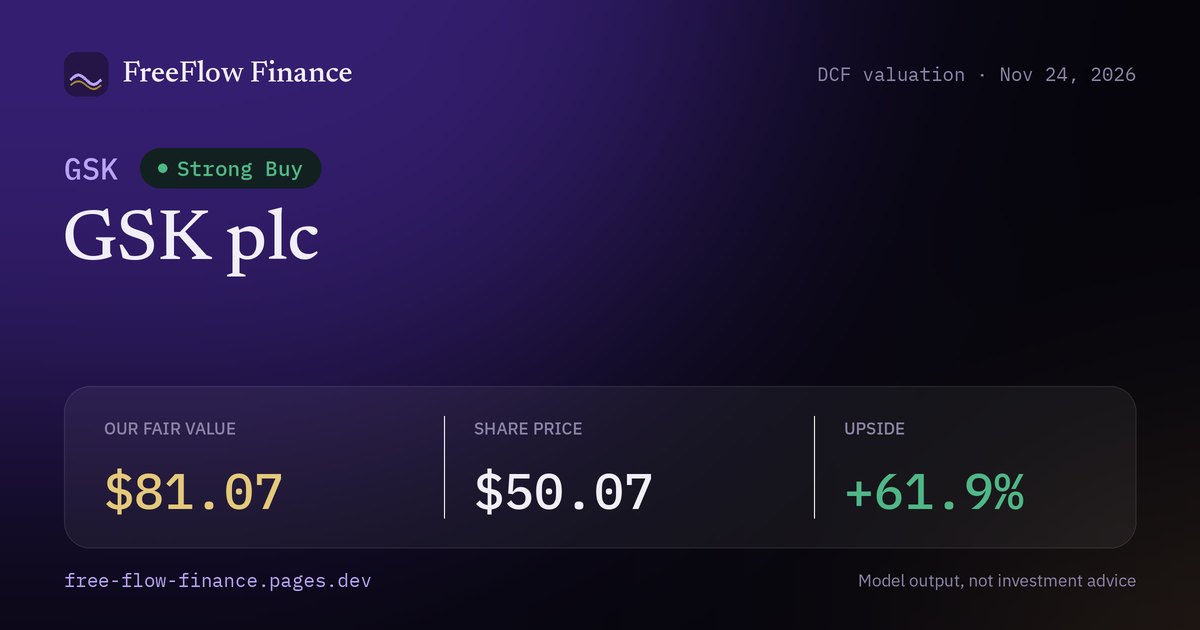 FreeFlow Finance
DCF valuation · Nov 24, 2026
GSK
Strong Buy
GSK plc
OUR FAIR VALUE
$81.07
SHARE PRICE
$50.07
UPSIDE
+61.9%
free-flow-finance.pages.dev
Model output, not investment advice